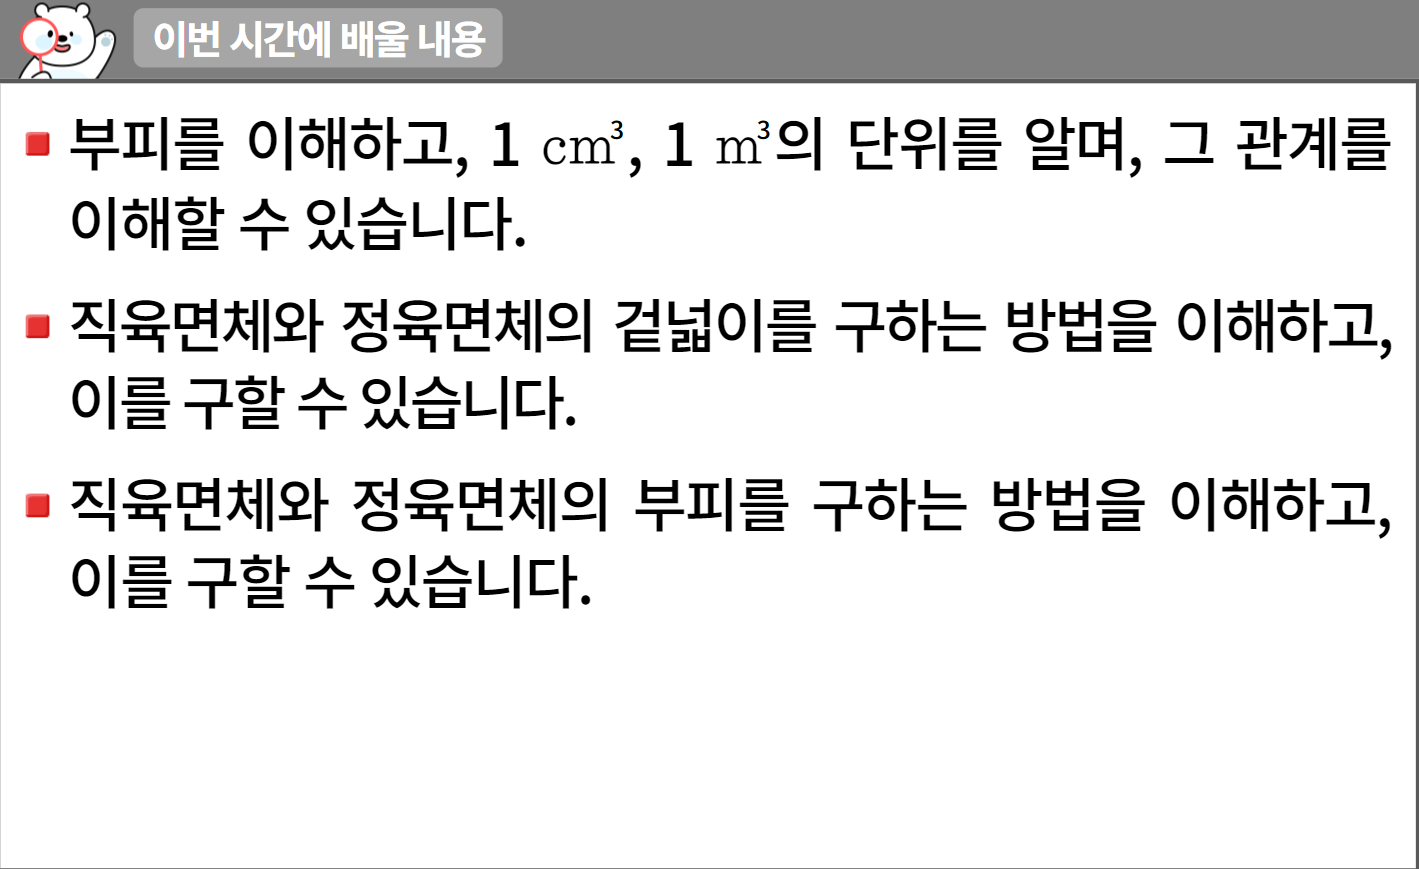 이번 시간에 배울 내용
부피를 이해하고, 1 cm³, 1 m³의 단위를 알며, 그 관계를
이해할 수 있습니다.
직육면체와 정육면체의 겉넓이를 구하는 방법을 이해하고,
이를 구할 수 있습니다.
직육면체와 정육면체의 부피를 구하는 방법을 이해하고,
이를 구할 수 있습니다.